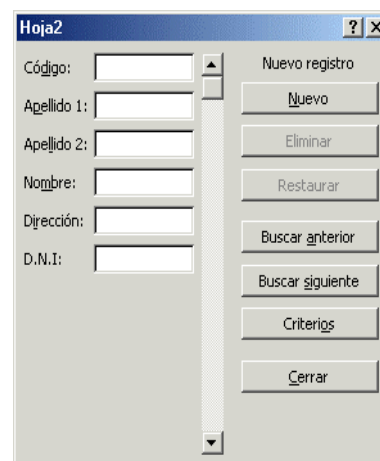 Hoja2
Código:
Apellido 1:
Apellido 2:
Nombre:
Dirección:
D.N.I:
Nuevo registro
Nuevo
Eliminar
Restaurar
Buscar anterior
Buscar siguiente
Criterios
Cerrar